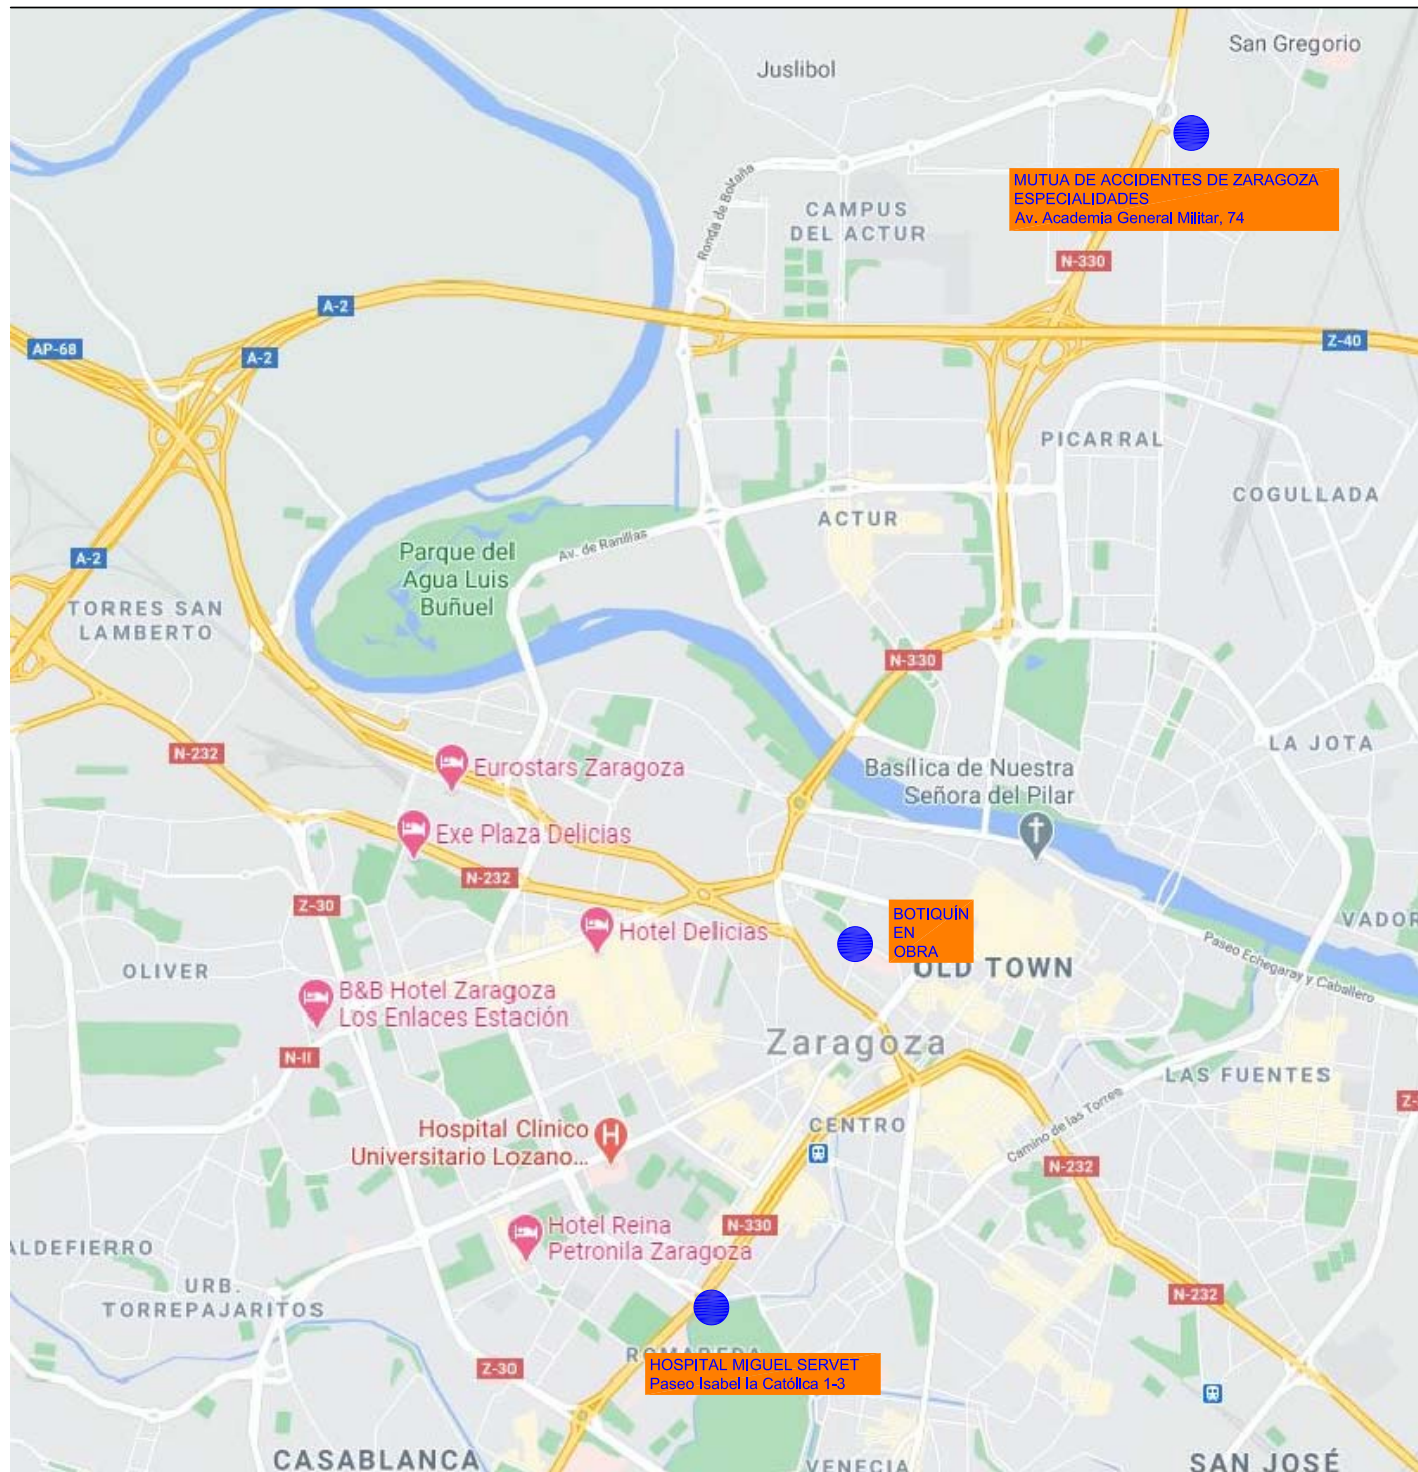 San Gregorio
Juslibol
MUTUA DE ACCIDENTES DE ZARAGOZA
ESPECIALIDADES
Av. Academia General Militar, 74
Ronda de Boltaña
CAMPUS
DEL ACTUR
N-330
A-2
AP-68
A-2
Z-40
PICARRAL
COGULLADA
ACTUR
Av. de Ranillas
Parque del
Agua Luis
Buñuel
A-2
TORRES SAN
LAMBERTO
N-330
N-232
LA JOTA
Eurostars Zaragoza
Basílica de Nuestra
Señora del Pilar
Exe Plaza Delicias
N-232
Z-30
BOTIQUÍN
EN
OBRA
Hotel Delicias
VADOR
Paseo Echegaray y Caballero
OLIVER
OLD TOWN
B&B Hotel Zaragoza
Los Enlaces Estación
Zaragoza
N-II
LAS FUENTES
Z-
Camino de las Torres
Hospital Clínico
Universitario Lozano...
H
CENTRO
N-232
Hotel Reina
Petronila Zaragoza
N-330
ALDEFIERRO
URB.
TORREPAJARITOS
N-232
ROMAREDA
HOSPITAL MIGUEL SERVET
Paseo Isabel la Católica 1-3
Z-30
CASABLANCA
VENECIA
SAN JOSÉ